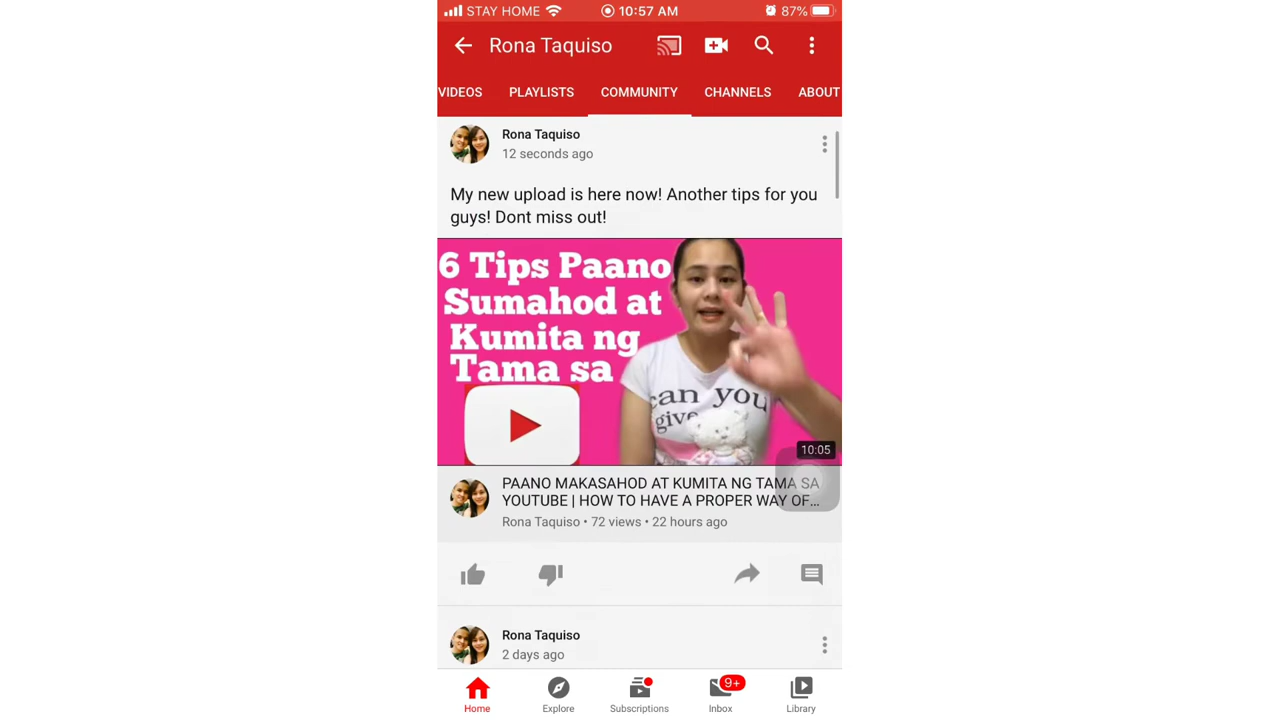 STAY HOME 10:57 AM 87%
Rona Taquiso
VIDEOS PLAYLISTS COMMUNITY CHANNELS ABOUT
Rona Taquiso
12 seconds ago
My new upload is here now! Another tips for you
guys! Dont miss out!
6 Tips Paano
Sumahod at
Kumita ng
Tama sa
can you
give
10:05
PAANO MAKASAHOD AT KUMITA NG TAMA SA
YOUTUBE | HOW TO HAVE A PROPER WAY OF...
Rona Taquiso • 72 views • 22 hours ago
Rona Taquiso
2 days ago
9+
Home Explore Subscriptions Inbox Library